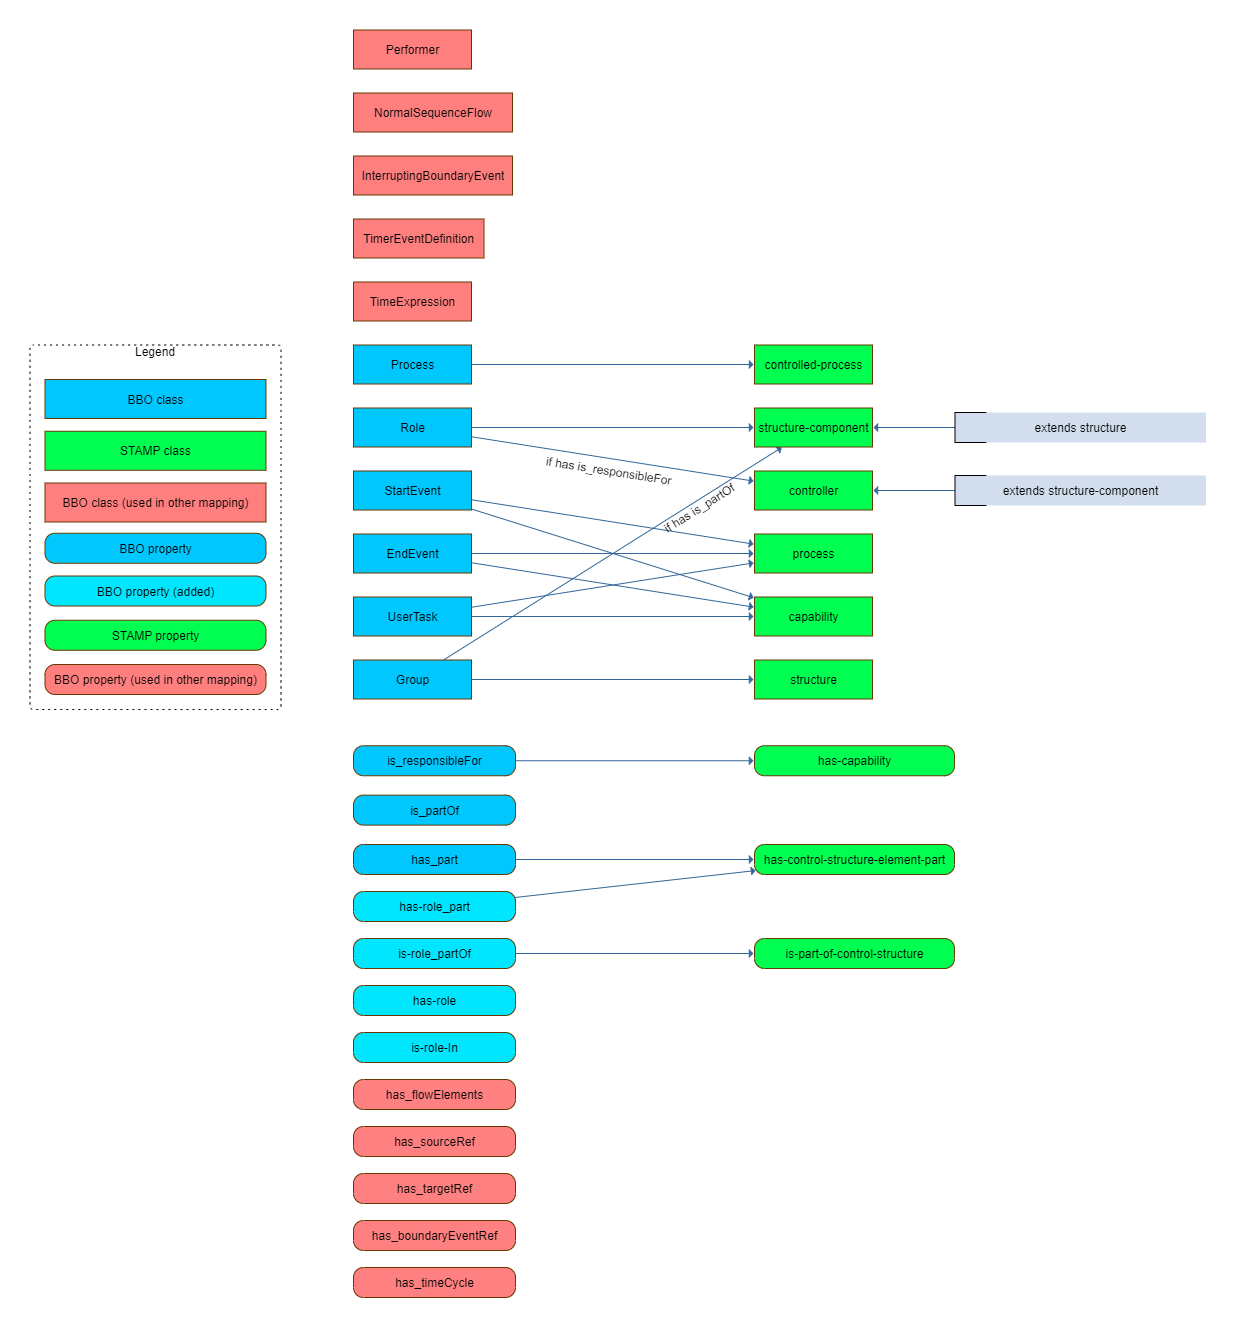 Performer
NormalSequenceFlow
InterruptingBoundaryEvent
TimerEventDefinition
TimeExpression
Legend
BBO class
STAMP class
BBO class (used in other mapping)
BBO property
BBO property (added)
STAMP property
BBO property (used in other mapping)
Process
controlled-process
Role
structure-component
extends structure
if has is_responsibleFor
StartEvent
controller
extends structure-component
if has is_partOf
EndEvent
process
UserTask
capability
Group
structure
is_responsibleFor
has-capability
is_partOf
has_part
has-control-structure-element-part
has-role_part
is-role_partOf
is-part-of-control-structure
has-role
is-role-In
has_flowElements
has_sourceRef
has_targetRef
has_boundaryEventRef
has_timeCycle